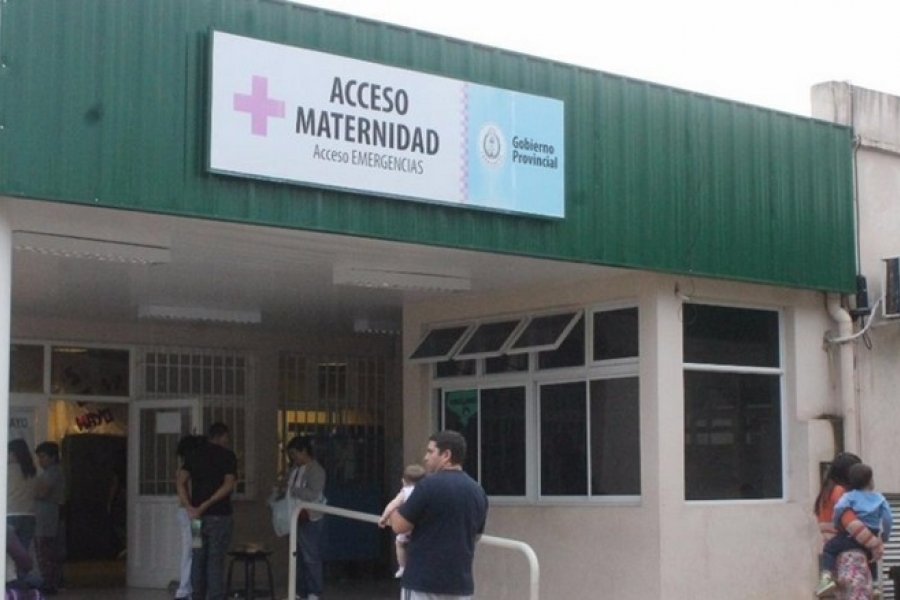 ACCESO
MATERNIDAD
Acceso EMERGENCIAS
Gobierno
Provincial